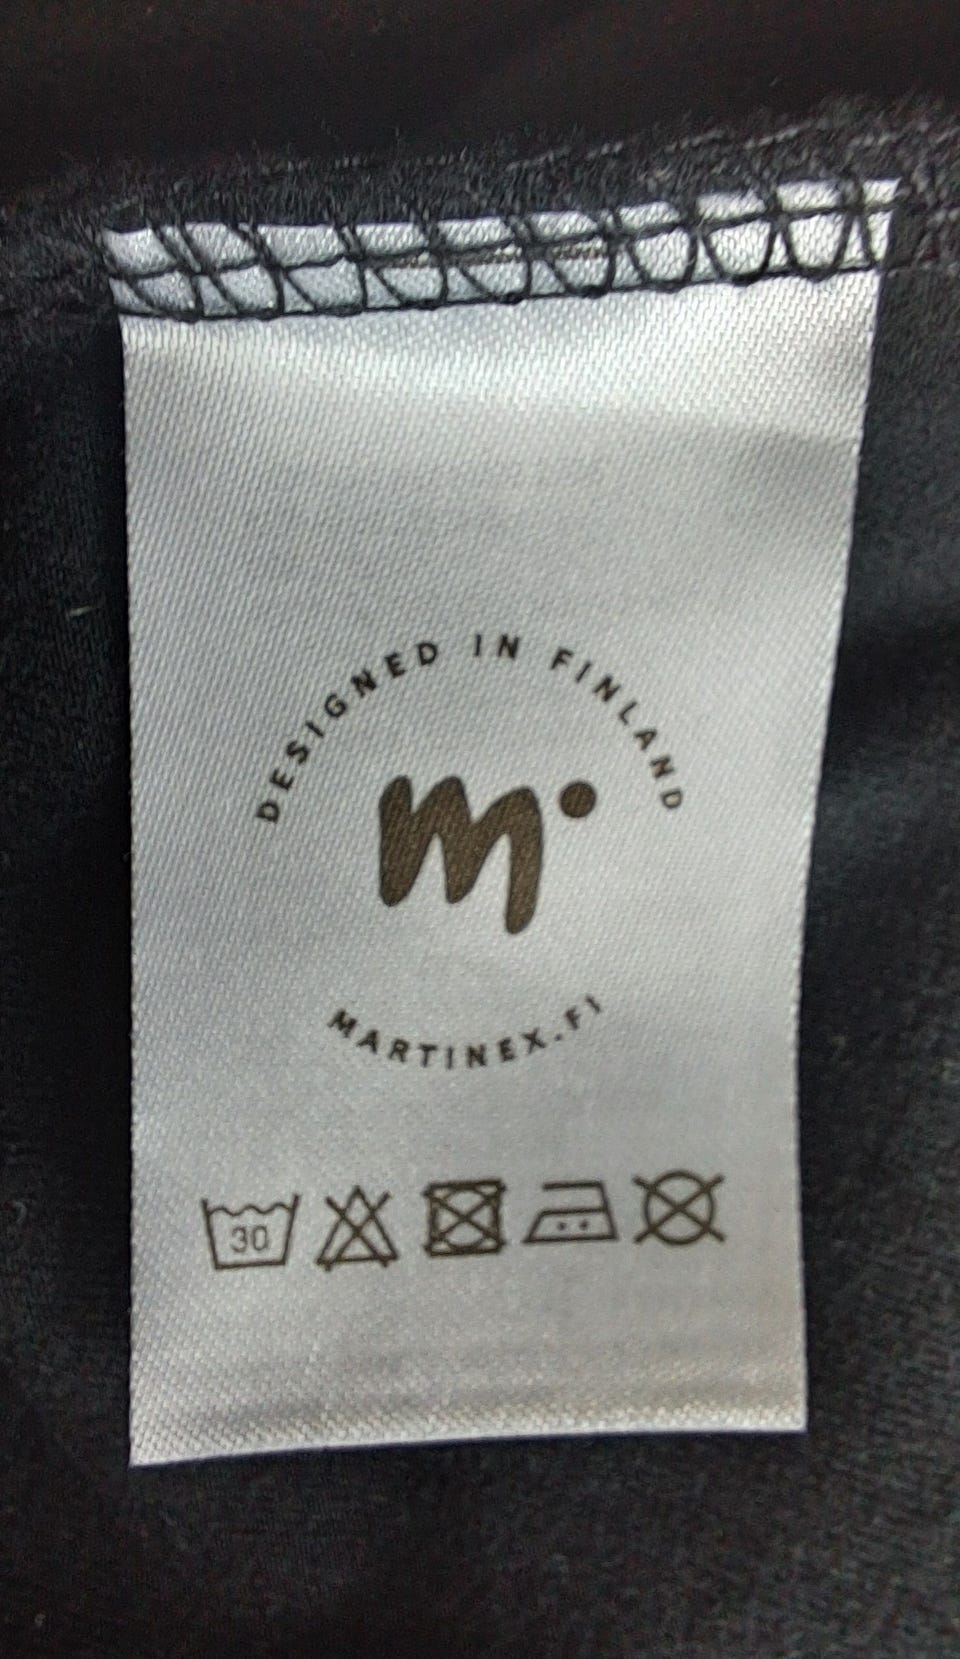 DESIGNED IN FINLAND
m
MARTINEX.FI
30